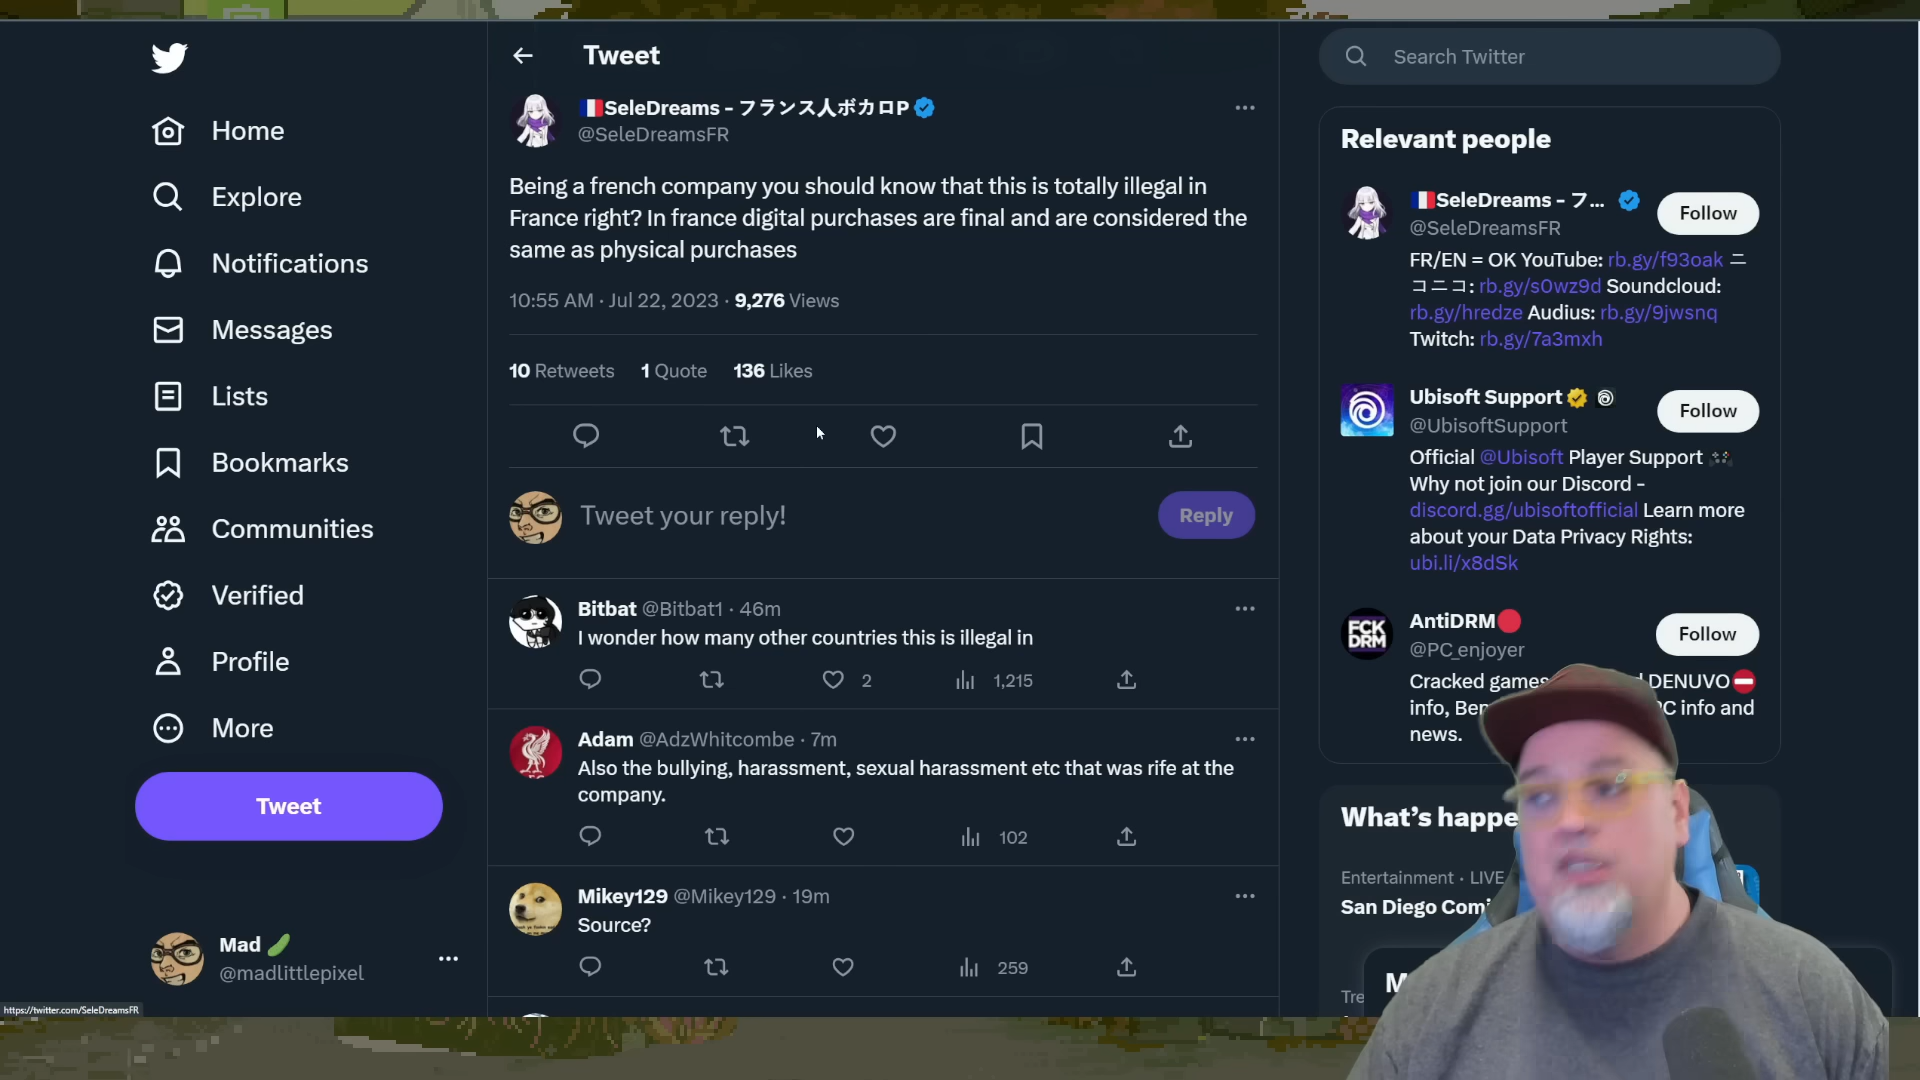 Home
Explore
Notifications
Messages
Lists
Bookmarks
Communities
Verified
Profile
More
Tweet
Mad
@madlittlepixel
https://twitter.com/SeleDreamsFR
Tweet
SeleDreams - フランス人ボカロP
@SeleDreamsFR
Being a french company you should know that this is totally illegal in
France right? In france digital purchases are final and are considered the
same as physical purchases
10:55 AM · Jul 22, 2023 · 9,276 Views
10 Retweets 1 Quote 136 Likes
Tweet your reply!
Reply
Bitbat @Bitbat1 · 46m
I wonder how many other countries this is illegal in
2 1,215
Adam @AdzWhitcombe · 7m
Also the bullying, harassment, sexual harassment etc that was rife at the
company.
102
Mikey129 @Mikey129 · 19m
Source?
259
Search Twitter
Relevant people
SeleDreams - フ...
@SeleDreamsFR
Follow
FR/EN = OK YouTube: rb.gy/f93oak ニ
コニコ: rb.gy/s0wz9d Soundcloud:
rb.gy/hredze Audius: rb.gy/9jwsnq
Twitch: rb.gy/7a3mxh
Ubisoft Support
@UbisoftSupport
Follow
Official @Ubisoft Player Support
Why not join our Discord -
discord.gg/ubisoftofficial Learn more
about your Data Privacy Rights:
ubi.li/x8dSk
FCK
DRM
AntiDRM
@PC_enjoyer
Follow
Cracked games DENUVO
info, PC info and
news.
What's happe
Entertainment · LIVE
San Diego Comi